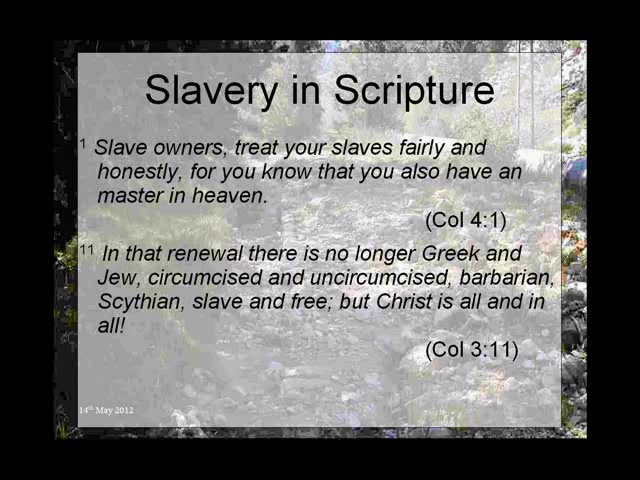 Slavery in Scripture
1 Slave owners, treat your slaves fairly and
honestly, for you know that you also have an
master in heaven.
(Col 4:1)
11 In that renewal there is no longer Greek and
Jew, circumcised and uncircumcised, barbarian,
Scythian, slave and free; but Christ is all and in
all!
(Col 3:11)
14th May 2012